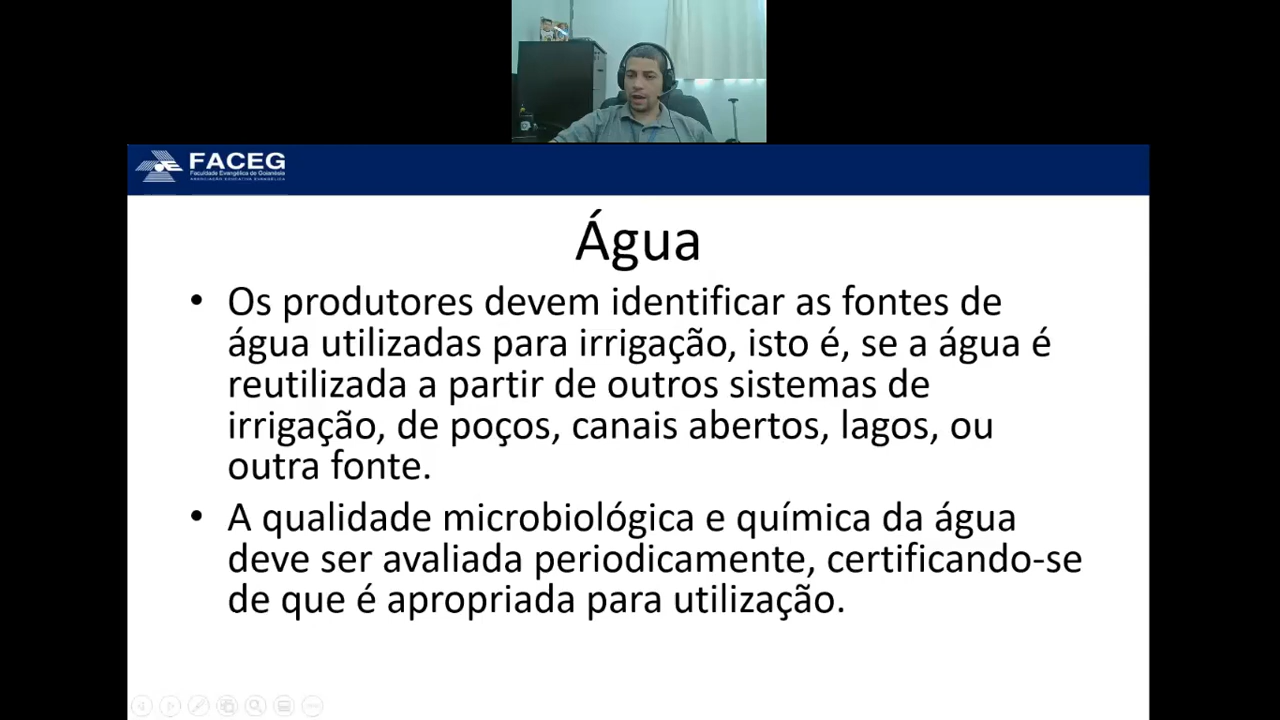 FACEG
Faculdade Evangélica de Goianésia
ASSOCIAÇÃO EDUCATIVA EVANGÉLICA
Água
• Os produtores devem identificar as fontes de
água utilizadas para irrigação, isto é, se a água é
reutilizada a partir de outros sistemas de
irrigação, de poços, canais abertos, lagos, ou
outra fonte.
• A qualidade microbiológica e química da água
deve ser avaliada periodicamente, certificando-se
de que é apropriada para utilização.